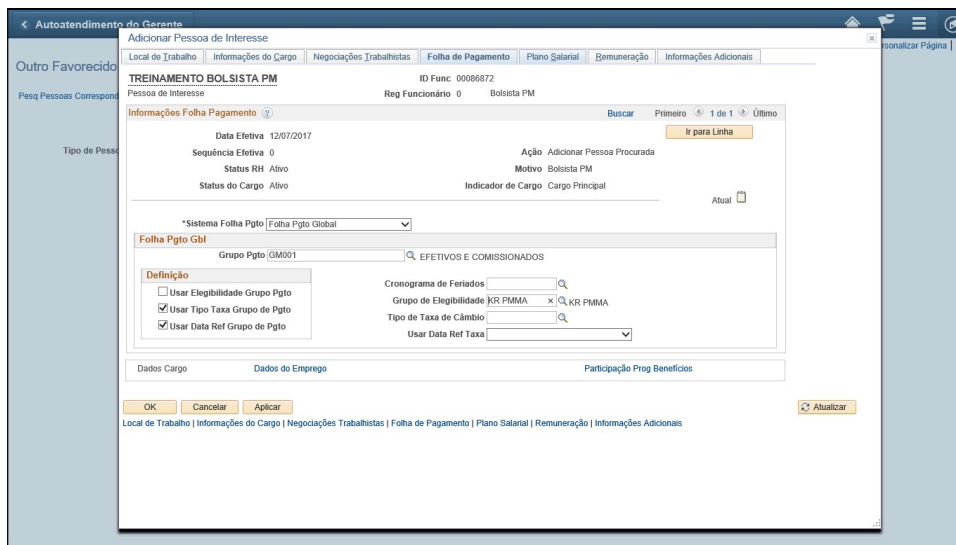 Autoatendimento do Gerente
Adicionar Pessoa de Interesse
Personalizar Página |
Outro Favorecido
Pesq Pessoas Correspond
Tipo de Pesso
Local de Trabalho Informações do Cargo Negociações Trabalhistas Folha de Pagamento Plano Salarial Remuneração Informações Adicionais
TREINAMENTO BOLSISTA PM ID Func 00086872
Pessoa de Interesse Reg Funcionário 0 Bolsista PM
Informações Folha Pagamento ? Buscar Primeiro 1 de 1 Último
Data Efetiva 12/07/2017 Ir para Linha
Sequência Efetiva 0 Ação Adicionar Pessoa Procurada
Status RH Ativo Motivo Bolsista PM
Status do Cargo Ativo Indicador de Cargo Cargo Principal
Atual
*Sistema Folha Pgto Folha Pgto Global
Folha Pgto Gbl
Grupo Pgto GM001 EFETIVOS E COMISSIONADOS
Definição
Usar Elegibilidade Grupo Pgto
Usar Tipo Taxa Grupo de Pgto
Usar Data Ref Grupo de Pgto
Cronograma de Feriados
Grupo de Elegibilidade KR PMMA × KR PMMA
Tipo de Taxa de Câmbio
Usar Data Ref Taxa
Dados Cargo Dados do Emprego Participação Prog Benefícios
OK Cancelar Aplicar Atualizar
Local de Trabalho | Informações do Cargo | Negociações Trabalhistas | Folha de Pagamento | Plano Salarial | Remuneração | Informações Adicionais